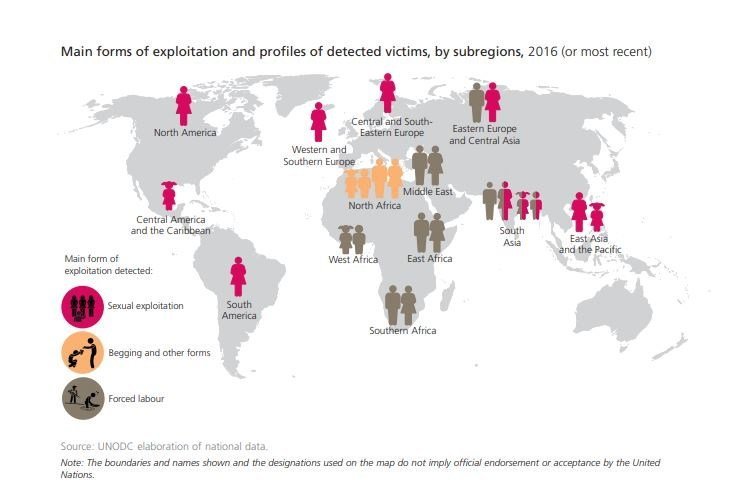 Main forms of exploitation and profiles of detected victims, by subregions, 2016 (or most recent)
North America
Central and South-
Eastern Europe
Eastern Europe
and Central Asia
Western and
Southern Europe
Middle East
North Africa
Central America
and the Caribbean
South
Asia
East Asia
and the Pacific
West Africa
East Africa
Main form of
exploitation detected:
Sexual exploitation
South
America
Southern Africa
Begging and other forms
Forced labour
Source: UNODC elaboration of national data.
Note: The boundaries and names shown and the designations used on the map do not imply official endorsement or acceptance by the United
Nations.